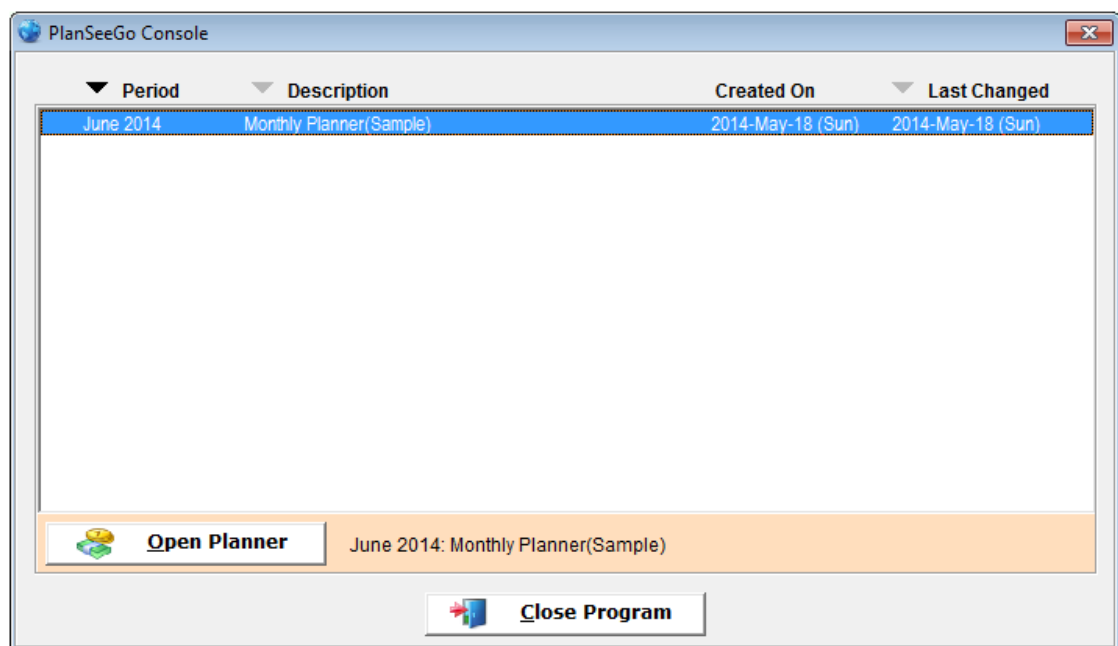 PlanSeeGo Console
Period Description Created On Last Changed
June 2014 Monthly Planner(Sample) 2014-May-18 (Sun) 2014-May-18 (Sun)
Open Planner June 2014: Monthly Planner(Sample)
Close Program